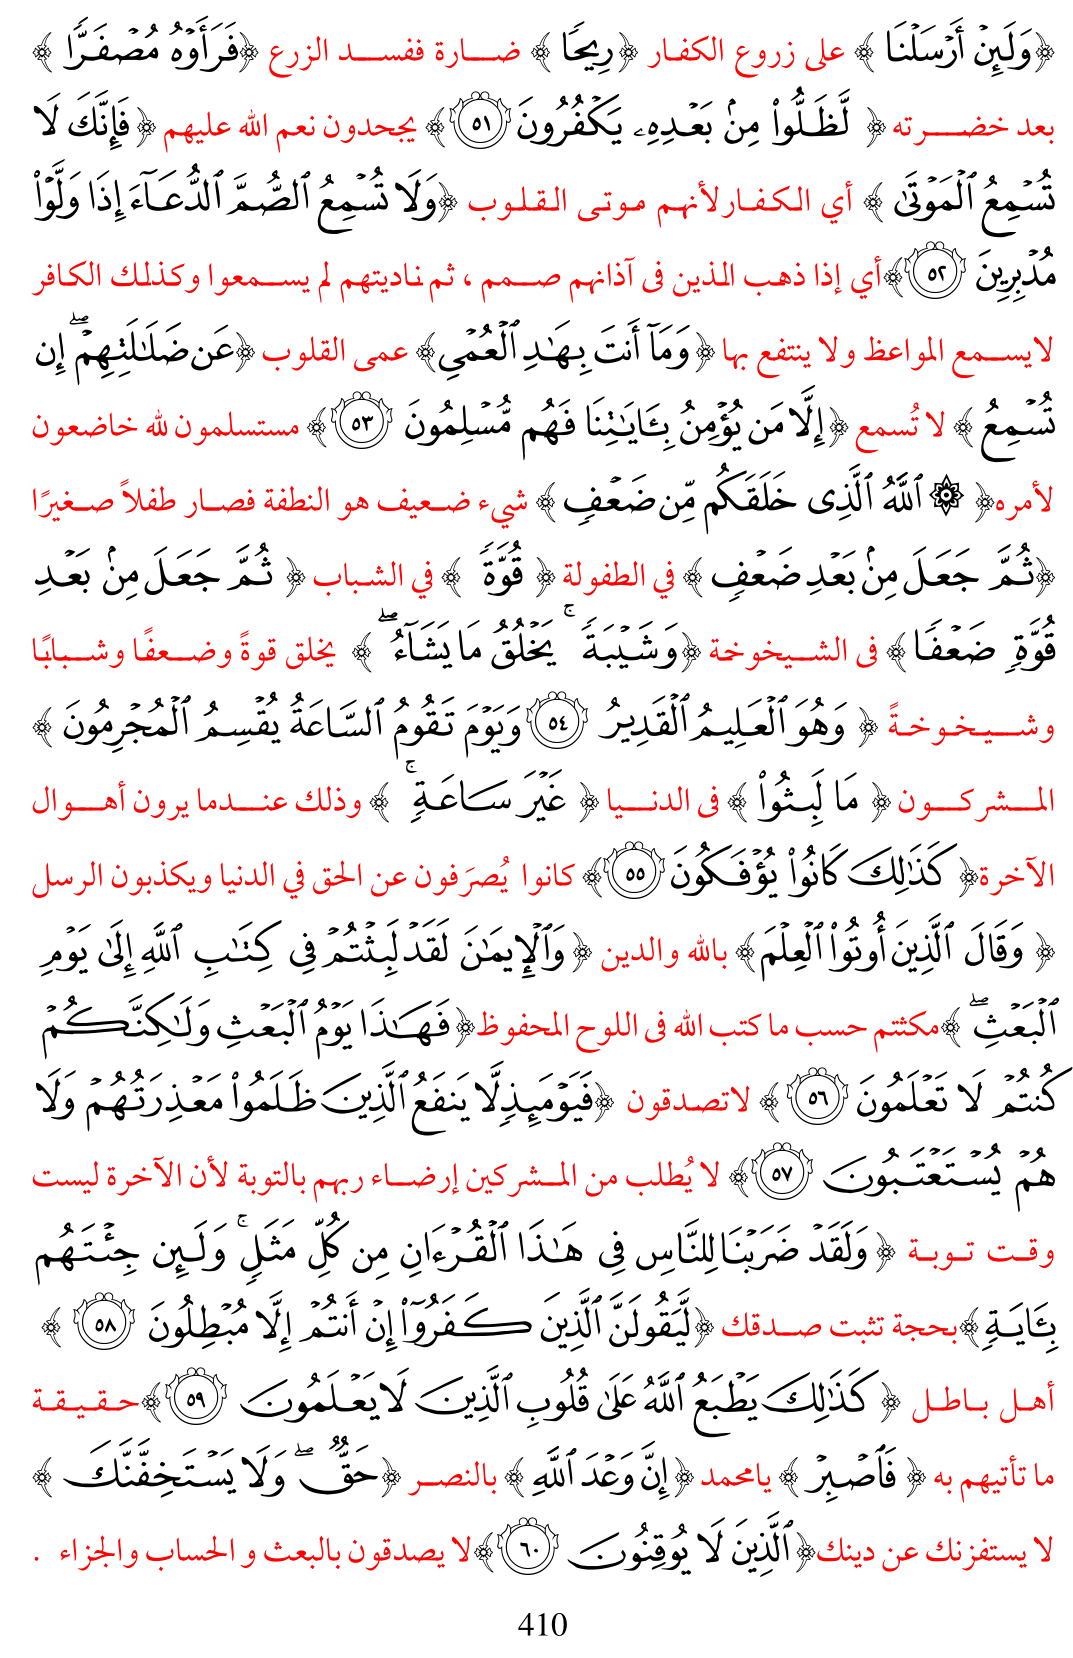 ﴿وَلَئِنۡ أَرۡسَلۡنَا ﴾ على زروع الكفار ﴿رِيحٗا ﴾ ضارة ففسد الزرع ﴿فَرَأَوۡهُ مُصۡفَرّٗا ﴾
بعد خضرته ﴿ لَّظَلُّواْ مِنۢ بَعۡدِهِۦ يَكۡفُرُونَ ٥١﴾ يجحدون نعم الله عليهم ﴿ فَإِنَّكَ لَا
تُسۡمِعُ ٱلۡمَوۡتَىٰ ﴾ أي الكفارلأنهم موتى القلوب ﴿وَلَا تُسۡمِعُ ٱلصُّمَّ ٱلدُّعَآءَ إِذَا وَلَّوۡاْ
مُدۡبِرِينَ ٥٢﴾أي إذا ذهب الذين فى آذانهم صمم ، ثم ناديتهم لم يسمعوا وكذلك الكافر
لايسمع المواعظ ولا ينتفع بها ﴿وَمَآ أَنتَ بِهَٰدِ ٱلۡعُمۡيِ﴾ عمى القلوب ﴿عَن ضَلَٰلَتِهِمۡۖ إِن
تُسۡمِعُ ﴾ لا تُسمع ﴿إِلَّا مَن يُؤۡمِنُ بِـَٔايَٰتِنَا فَهُم مُّسۡلِمُونَ ٥٣﴾ مستسلمون لله خاضعون
لأمره﴿ ۞ ٱللَّهُ ٱلَّذِى خَلَقَكُم مِّن ضَعۡفٖ ﴾ شيء ضعيف هو النطفة فصار طفلاً صغيرًا
﴿ثُمَّ جَعَلَ مِنۢ بَعۡدِ ضَعۡفٖ ﴾ في الطفولة ﴿ قُوَّةٗ ﴾ في الشباب ﴿ ثُمَّ جَعَلَ مِنۢ بَعۡدِ
قُوَّةٖ ضَعۡفٗا ﴾ فى الشيخوخة ﴿وَشَيۡبَةٗۚ يَخۡلُقُ مَا يَشَآءُۖ ﴾ يخلق قوةً وضعفًا وشبابًا
وشيخوخةً ﴿ وَهُوَ ٱلۡعَلِيمُ ٱلۡقَدِيرُ ٥٤ وَيَوۡمَ تَقُومُ ٱلسَّاعَةُ يُقۡسِمُ ٱلۡمُجۡرِمُونَ ﴾
المشركون ﴿ مَا لَبِثُواْ ﴾ فى الدنيا ﴿ غَيۡرَ سَاعَةٖۚ ﴾ وذلك عندما يرون أهوال
الآخرة﴿ كَذَٰلِكَ كَانُواْ يُؤۡفَكُونَ ٥٥﴾ كانوا يُصرَفون عن الحق في الدنيا ويكذبون الرسل
﴿ وَقَالَ ٱلَّذِينَ أُوتُواْ ٱلۡعِلۡمَ﴾ بالله والدين ﴿وَٱلۡإِيمَٰنَ لَقَدۡ لَبِثۡتُمۡ فِى كِتَٰبِ ٱللَّهِ إِلَىٰ يَوۡمِ
ٱلۡبَعۡثِۖ ﴾مكثتم حسب ما كتب الله فى اللوح المحفوظ﴿فَهَٰذَا يَوۡمُ ٱلۡبَعۡثِ وَلَٰكِنَّكُمۡ
كُنتُمۡ لَا تَعۡلَمُونَ ٥٦ ﴾ لاتصدقون ﴿فَيَوۡمَئِذٖ لَّا يَنفَعُ ٱلَّذِينَ ظَلَمُواْ مَعۡذِرَتُهُمۡ وَلَا
هُمۡ يُسۡتَعۡتَبُونَ ٥٧﴾ لا يُطلب من المشركين إرضاء ربهم بالتوبة لأن الآخرة ليست
وقت توبة ﴿ وَلَقَدۡ ضَرَبۡنَا لِلنَّاسِ فِى هَٰذَا ٱلۡقُرۡءَانِ مِن كُلِّ مَثَلٖۚ وَلَئِن جِئۡتَهُم
بِـَٔايَةٖ﴾بحجة تثبت صدقك ﴿لَّيَقُولَنَّ ٱلَّذِينَ كَفَرُوٓاْ إِنۡ أَنتُمۡ إِلَّا مُبۡطِلُونَ ٥٨ ﴾
أهل باطل ﴿ كَذَٰلِكَ يَطۡبَعُ ٱللَّهُ عَلَىٰ قُلُوبِ ٱلَّذِينَ لَا يَعۡلَمُونَ ٥٩﴾حقيقة
ما تأتيهم به ﴿ فَٱصۡبِرۡ ﴾ يامحمد ﴿إِنَّ وَعۡدَ ٱللَّهِ ﴾ بالنصر ﴿حَقّٞۖ وَلَا يَسۡتَخِفَّنَّكَ ﴾
لا يستفزنك عن دينك﴿ٱلَّذِينَ لَا يُوقِنُونَ ٦٠﴾لا يصدقون بالبعث و الحساب والجزاء .
410